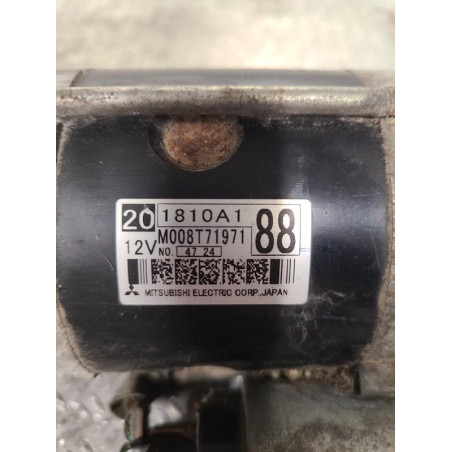 20 1810A1 88
12V M008T71971
NO. 47 24
MITSUBISHI ELECTRIC CORP. JAPAN